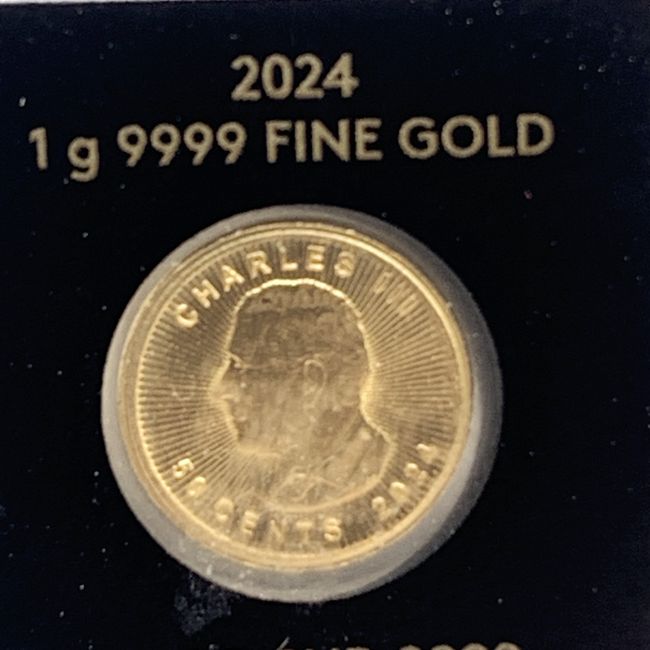 2024
1 g 9999 FINE GOLD
CHARLES III
50 CENTS 2024